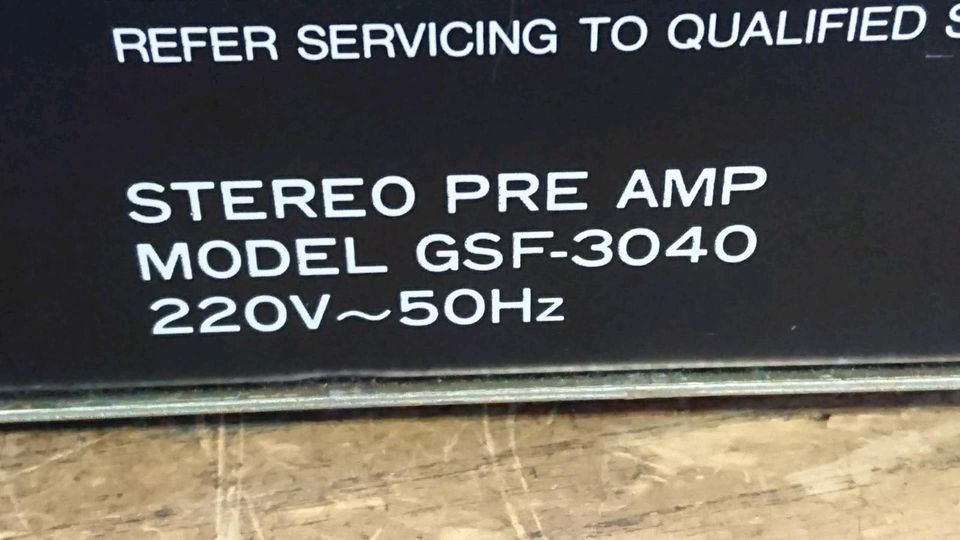 REFER SERVICING TO QUALIFIED
STEREO PRE AMP
MODEL GSF-3040
220V~50Hz